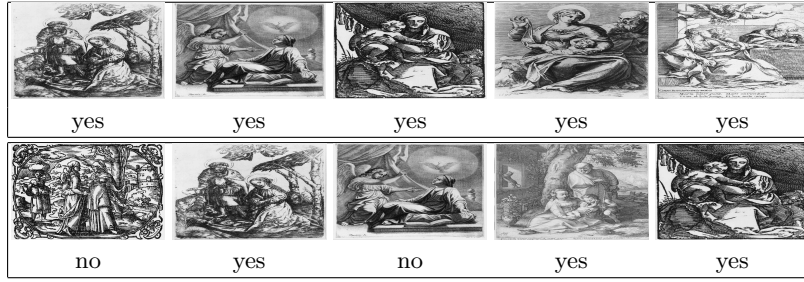 yes yes yes yes yes
no yes no yes yes